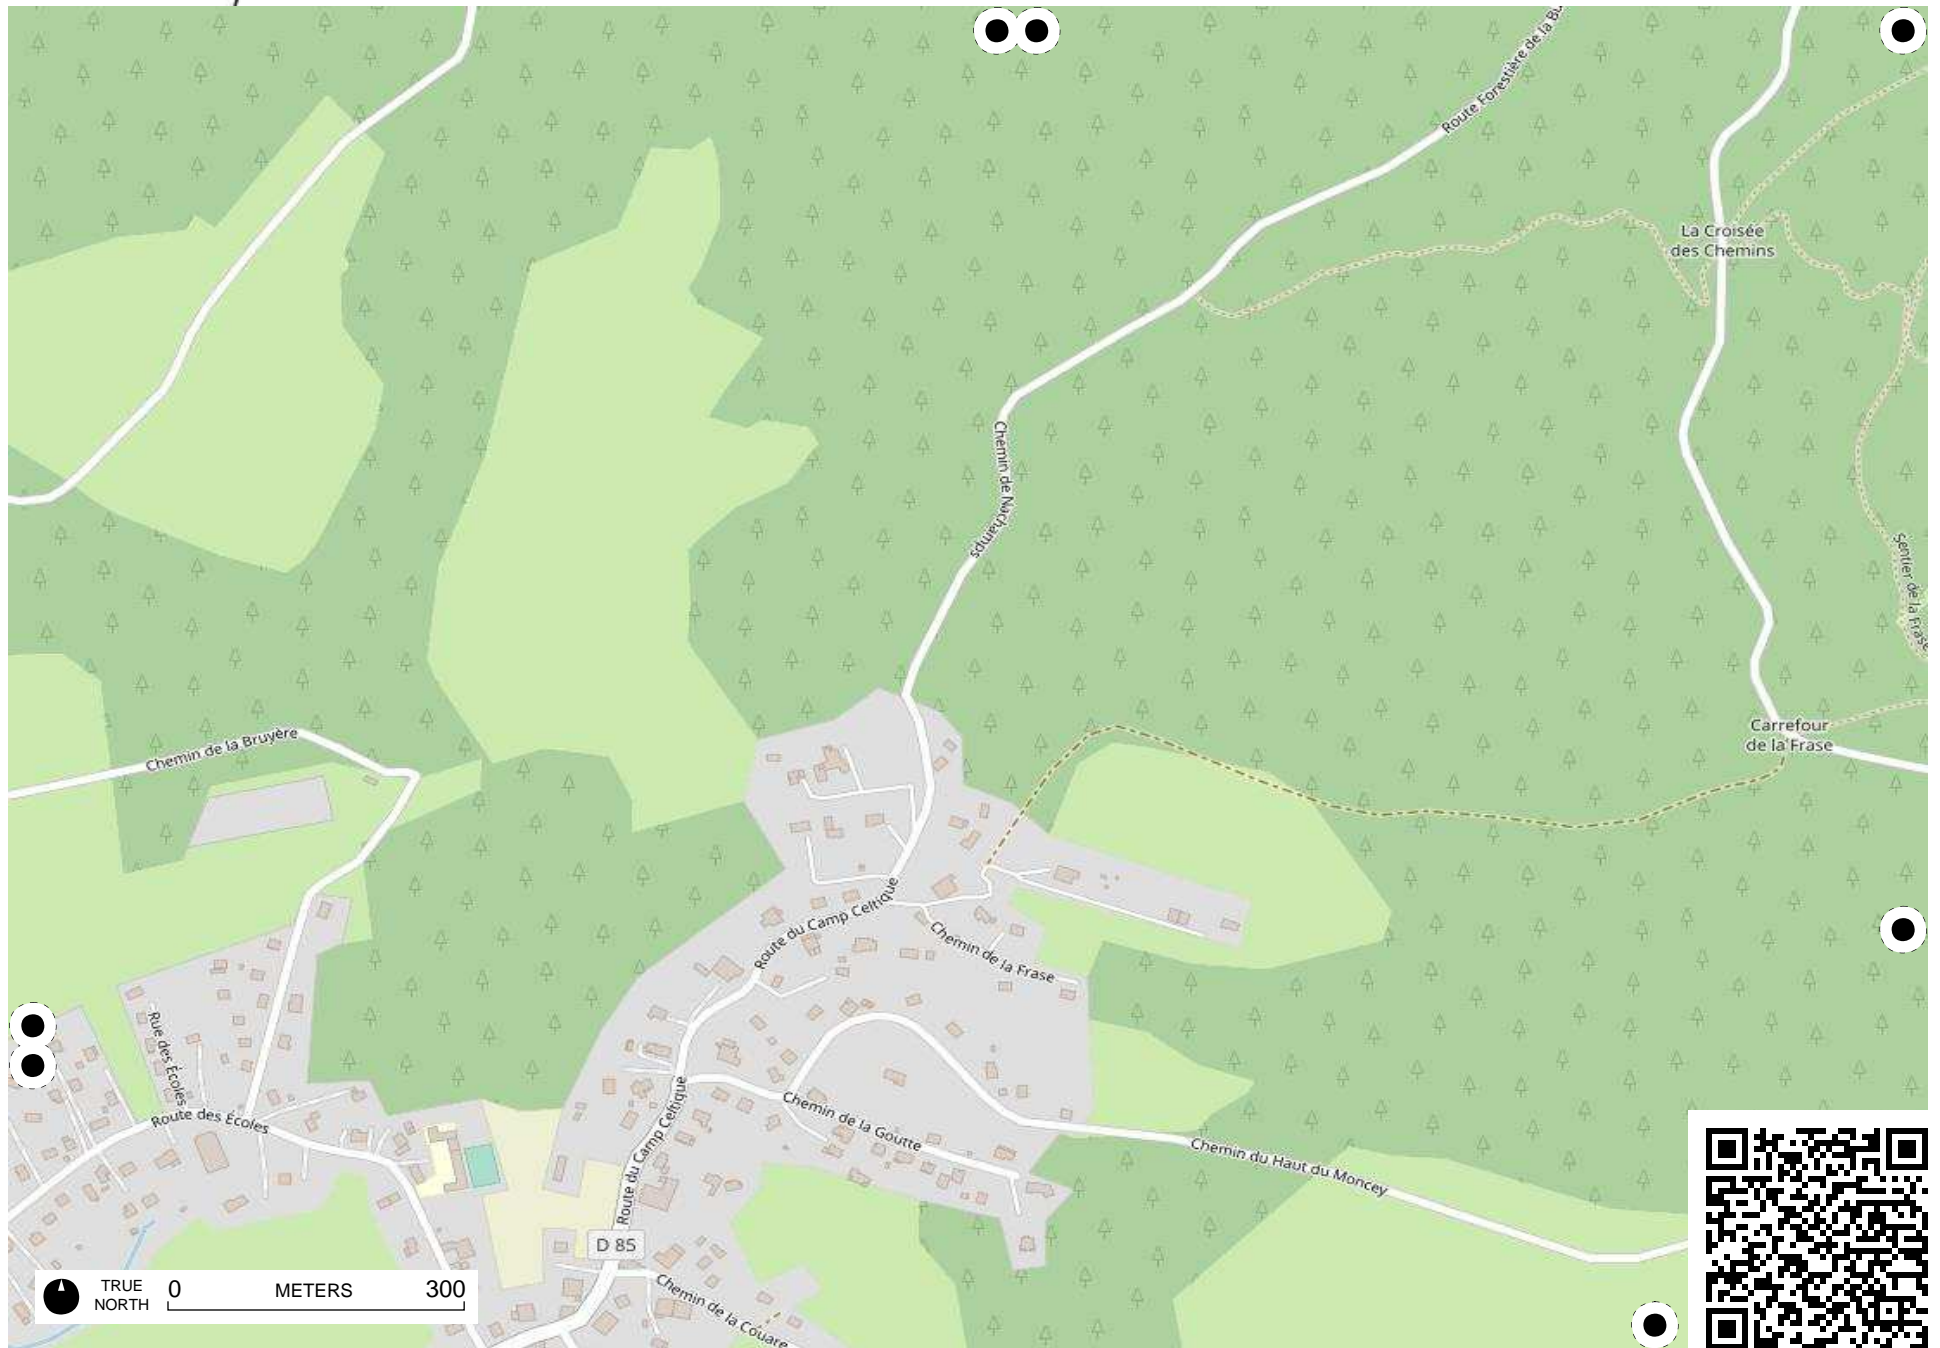 Route Forestière de la Bu
La Croisée
des Chemins
Chemin de Nachamps
Sentier de la Frase
Carrefour
de la Frase
Chemin de la Bruyère
Route du Camp Celtique
Chemin de la Frase
Rue des Écoles
Route des Écoles
Route du Camp Celtique
Chemin de la Goutte
Chemin du Haut du Moncey
D 85
Chemin de la Couare
TRUE
NORTH
0 METERS 300